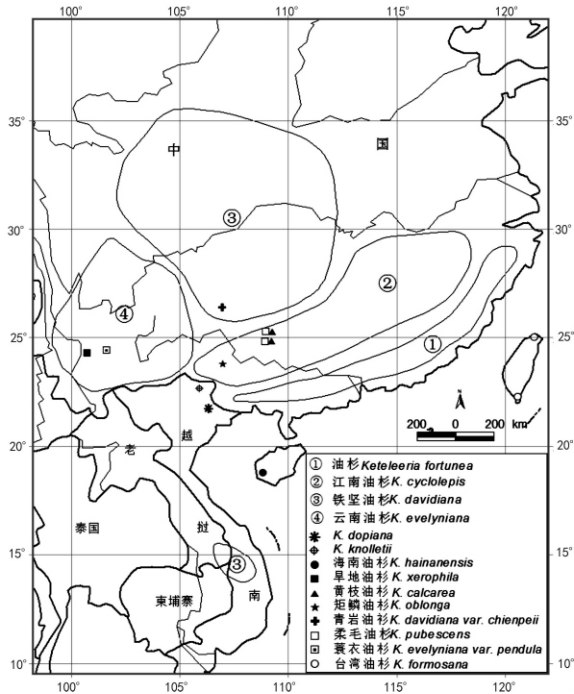 100° 105° 110° 115° 120°
35° 35°
中 国
③
30° 30°
②
④
25° 25°
①
200 0 200 km
20° 20°
越
老
泰国
挝
15° 15°
③
柬埔寨
南
10° 10°
100° 105° 110° 115° 120°
① 油杉 Keteleeria fortunea
② 江南油杉 K. cyclolepis
③ 铁坚油杉 K. davidiana
④ 云南油杉 K. evelyniana
K. dopiana
K. knolletii
海南油杉 K. hainanensis
旱地油杉 K. xerophila
黄枝油杉 K. calcarea
矩鳞油杉 K. oblonga
青岩油杉 K. davidiana var. chienpeii
柔毛油杉 K. pubescens
蓑衣油杉 K. evelyniana var. pendula
台湾油杉 K. formosana